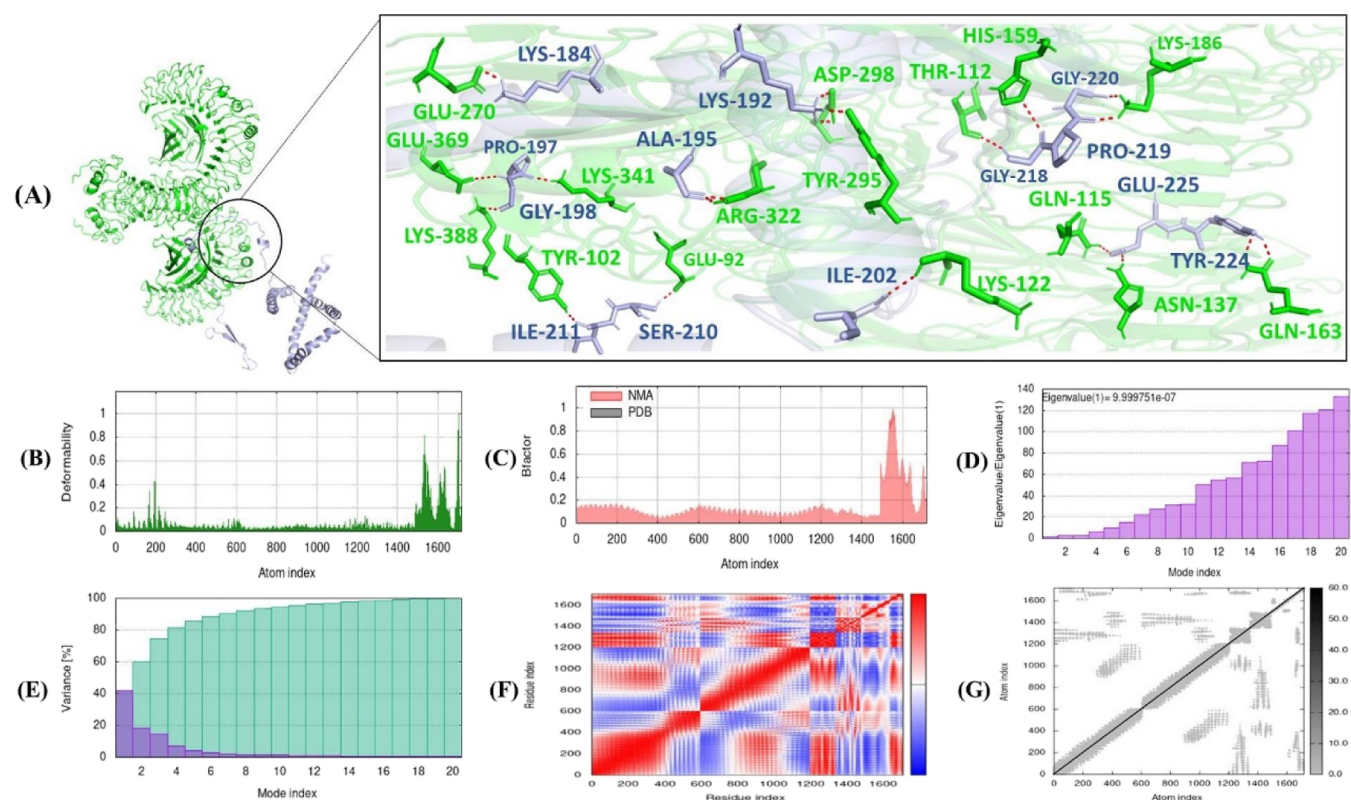 (A)
HIS-159
LYS-184
LYS-186
ASP-298
THR-112
GLY-220
LYS-192
GLU-270
GLU-369
ALA-195
PRO-197
PRO-219
GLY-218
LYS-341
TYR-295
GLU-225
GLN-115
GLY-198
ARG-322
LYS-388
TYR-102
GLU-92
TYR-224
ILE-202
LYS-122
ASN-137
ILE-211
SER-210
GLN-163
(B)
Deformability
1
0.8
0.6
0.4
0.2
0
0 200 400 600 800 1000 1200 1400 1600
Atom index
(C)
NMA
PDB
Bfactor
1
0.8
0.6
0.4
0.2
0
0 200 400 600 800 1000 1200 1400 1600
Atom index
(D)
Eigenvalue(1)= 9.999751e-07
Eigenvalue/Eigenvalue(1)
140
120
100
80
60
40
20
0
2 4 6 8 10 12 14 16 18 20
Mode index
(E)
Variance [%]
100
80
60
40
20
0
2 4 6 8 10 12 14 16 18 20
Mode index
(F)
Residue index
1600
1400
1200
1000
800
600
400
200
0
0 200 400 600 800 1000 1200 1400 1600
Residue index
(G)
Atom index
1600
1400
1200
1000
800
600
400
200
0
0 200 400 600 800 1000 1200 1400 1600
Atom index
60.0
50.0
40.0
30.0
20.0
10.0
0.0